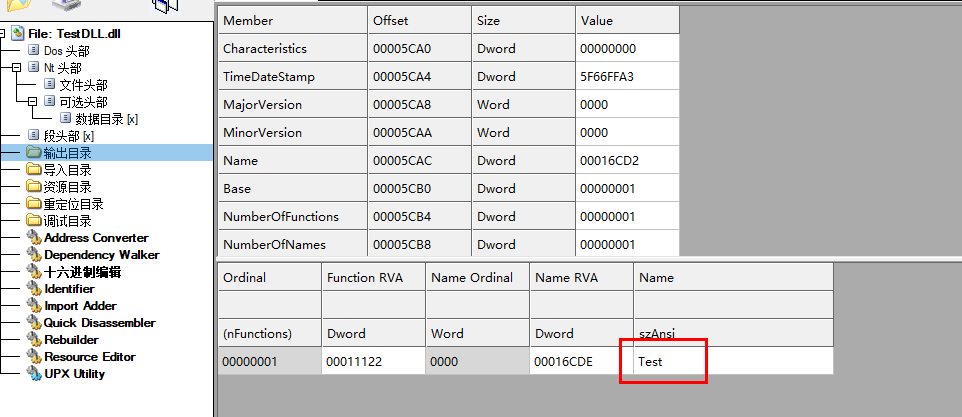 File: TestDLL.dll
Dos 头部
Nt 头部
文件头部
可选头部
数据目录 [x]
段头部 [x]
输出目录
导入目录
资源目录
重定位目录
调试目录
Address Converter
Dependency Walker
十六进制编辑
Identifier
Import Adder
Quick Disassembler
Rebuilder
Resource Editor
UPX Utility
Member Offset Size Value
Characteristics 00005CA0 Dword 00000000
TimeDateStamp 00005CA4 Dword 5F66FFA3
MajorVersion 00005CA8 Word 0000
MinorVersion 00005CAA Word 0000
Name 00005CAC Dword 00016CD2
Base 00005CB0 Dword 00000001
NumberOfFunctions 00005CB4 Dword 00000001
NumberOfNames 00005CB8 Dword 00000001
Ordinal Function RVA Name Ordinal Name RVA Name
(nFunctions) Dword Word Dword szAnsi
00000001 00011122 0000 00016CDE Test